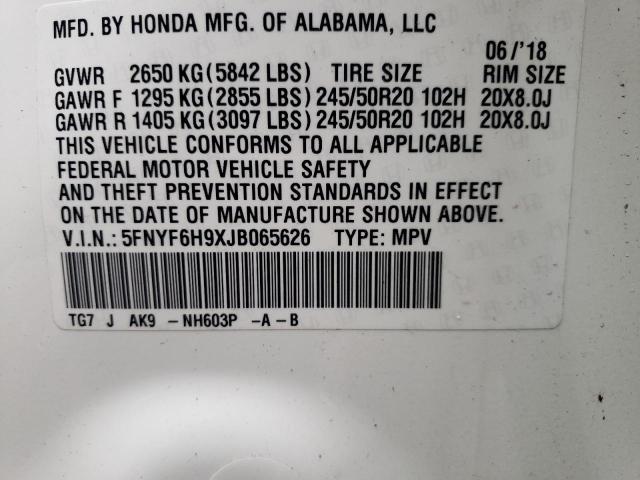 MFD. BY HONDA MFG. OF ALABAMA, LLC
06/'18
GVWR 2650 KG(5842 LBS) TIRE SIZE RIM SIZE
GAWR F 1295 KG(2855 LBS)245/50R20 102H 20X8.0J
GAWR R 1405 KG(3097 LBS)245/50R20 102H 20X8.0J
THIS VEHICLE CONFORMS TO ALL APPLICABLE
FEDERAL MOTOR VEHICLE SAFETY
AND THEFT PREVENTION STANDARDS IN EFFECT
ON THE DATE OF MANUFACTURE SHOWN ABOVE.
V.I.N.: 5FNYF6H9XJB065626 TYPE: MPV
TG7 J AK9 -NH603P -A-B